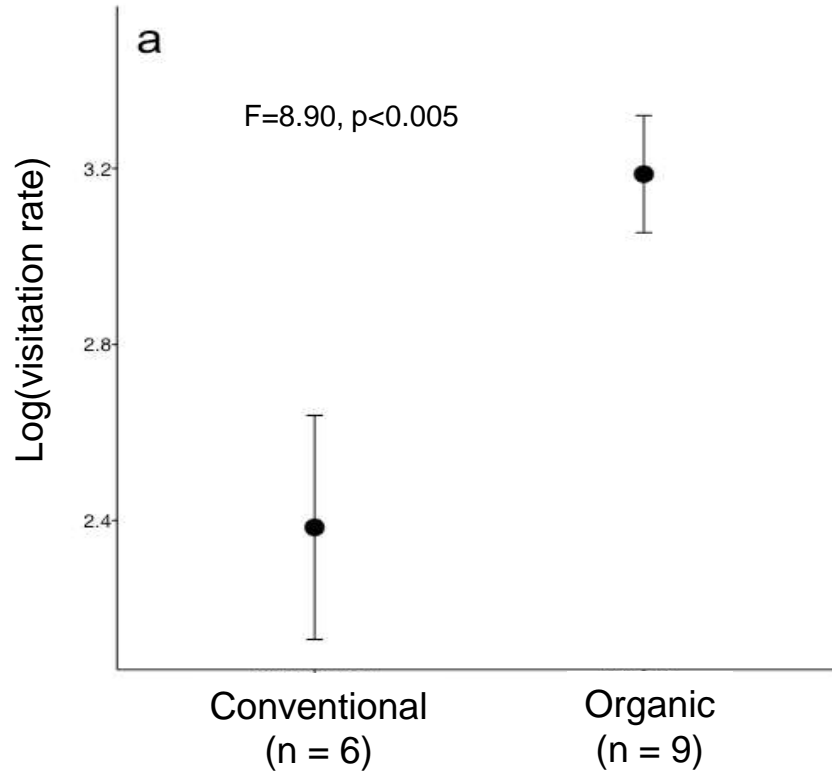 a
F=8.90, p<0.005
Log(visitation rate)
3.2
2.8
2.4
Conventional
(n = 6)
Organic
(n = 9)